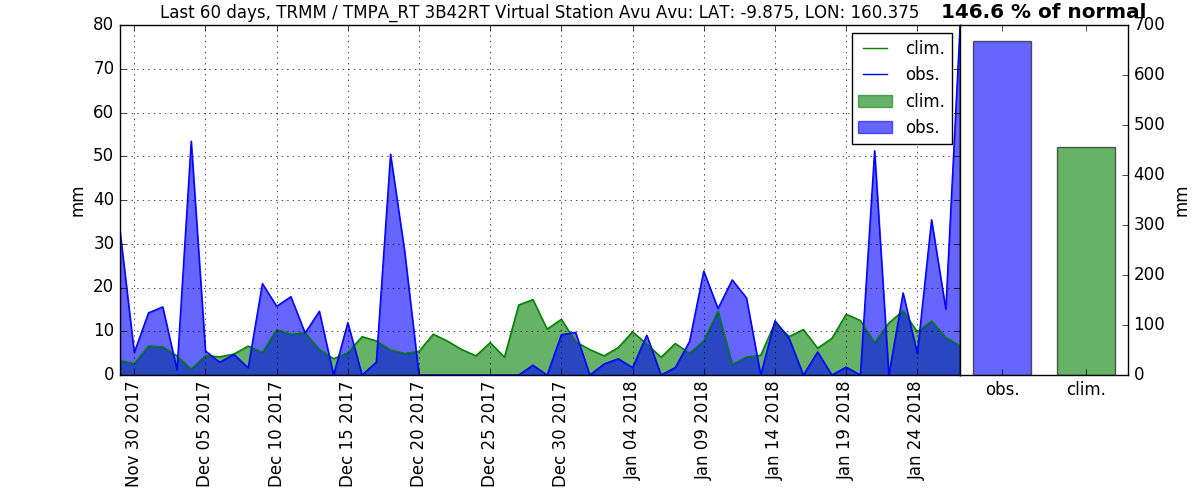 Last 60 days, TRMM / TMPA_RT 3B42RT Virtual Station Avu Avu: LAT: -9.875, LON: 160.375
146.6 % of normal
80
70
60
50
40
30
20
10
0
mm
clim.
obs.
clim.
obs.
Nov 30 2017
Dec 05 2017
Dec 10 2017
Dec 15 2017
Dec 20 2017
Dec 25 2017
Dec 30 2017
Jan 04 2018
Jan 09 2018
Jan 14 2018
Jan 19 2018
Jan 24 2018
700
600
500
400
300
200
100
0
mm
obs.
clim.